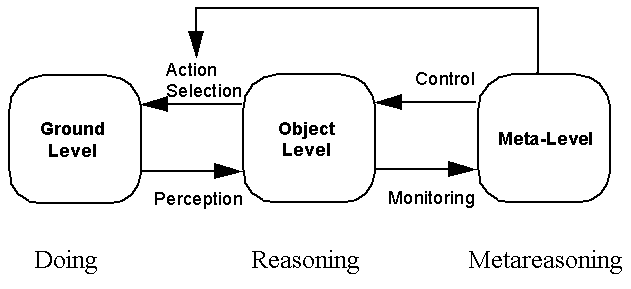 Action
Selection
Control
Ground
Level
Object
Level
Meta-Level
Perception
Monitoring
Doing
Reasoning
Metareasoning